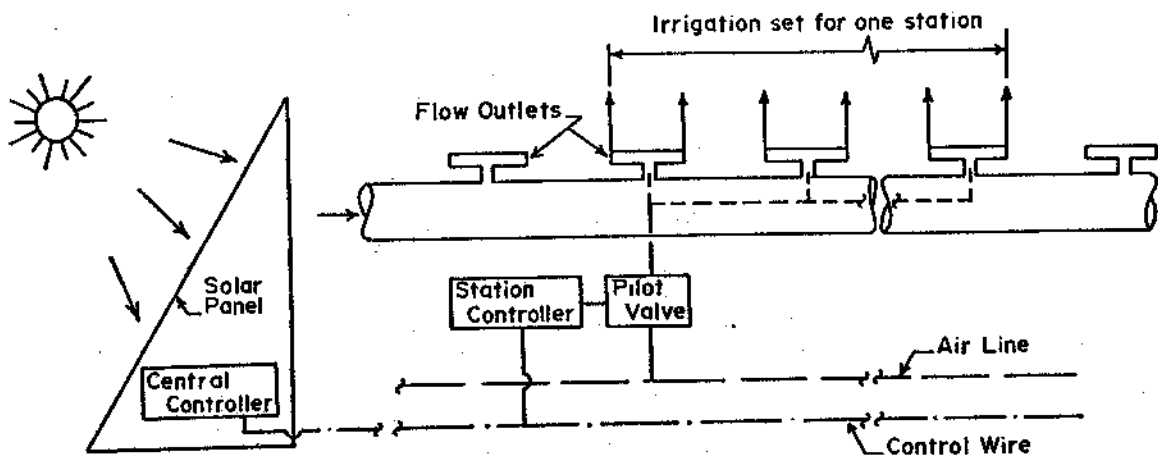 Irrigation set for one station
Flow Outlets
Solar
Panel
Station
Controller
Pilot
Valve
Air Line
Central
Controller
Control Wire